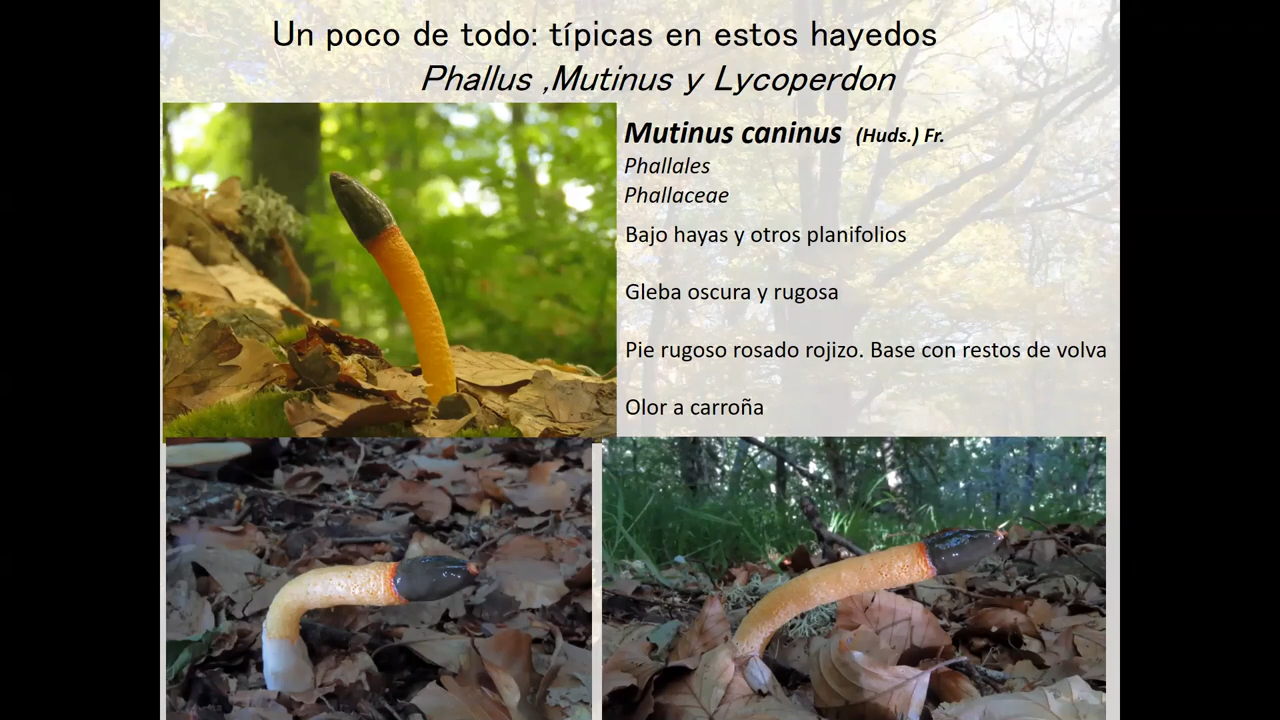 Un poco de todo: típicas en estos hayedos
Phallus ,Mutinus y Lycoperdon
Mutinus caninus (Huds.) Fr.
Phallales
Phallaceae
Bajo hayas y otros planifolios
Gleba oscura y rugosa
Pie rugoso rosado rojizo. Base con restos de volva
Olor a carroña